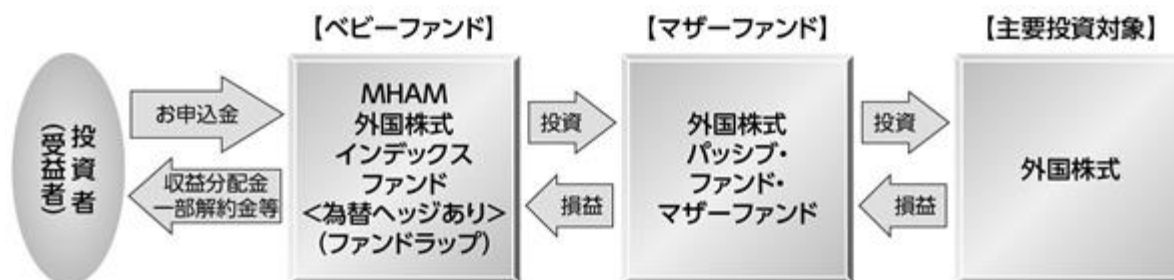 【ベビーファンド】
【マザーファンド】
【主要投資対象】
投資者
(受益者)
お申込金
収益分配金
一部解約金等
MHAM
外国株式
インデックス
ファンド
<為替ヘッジあり>
(ファンドラップ)
投資
損益
外国株式
パッシブ・
ファンド・
マザーファンド
投資
損益
外国株式